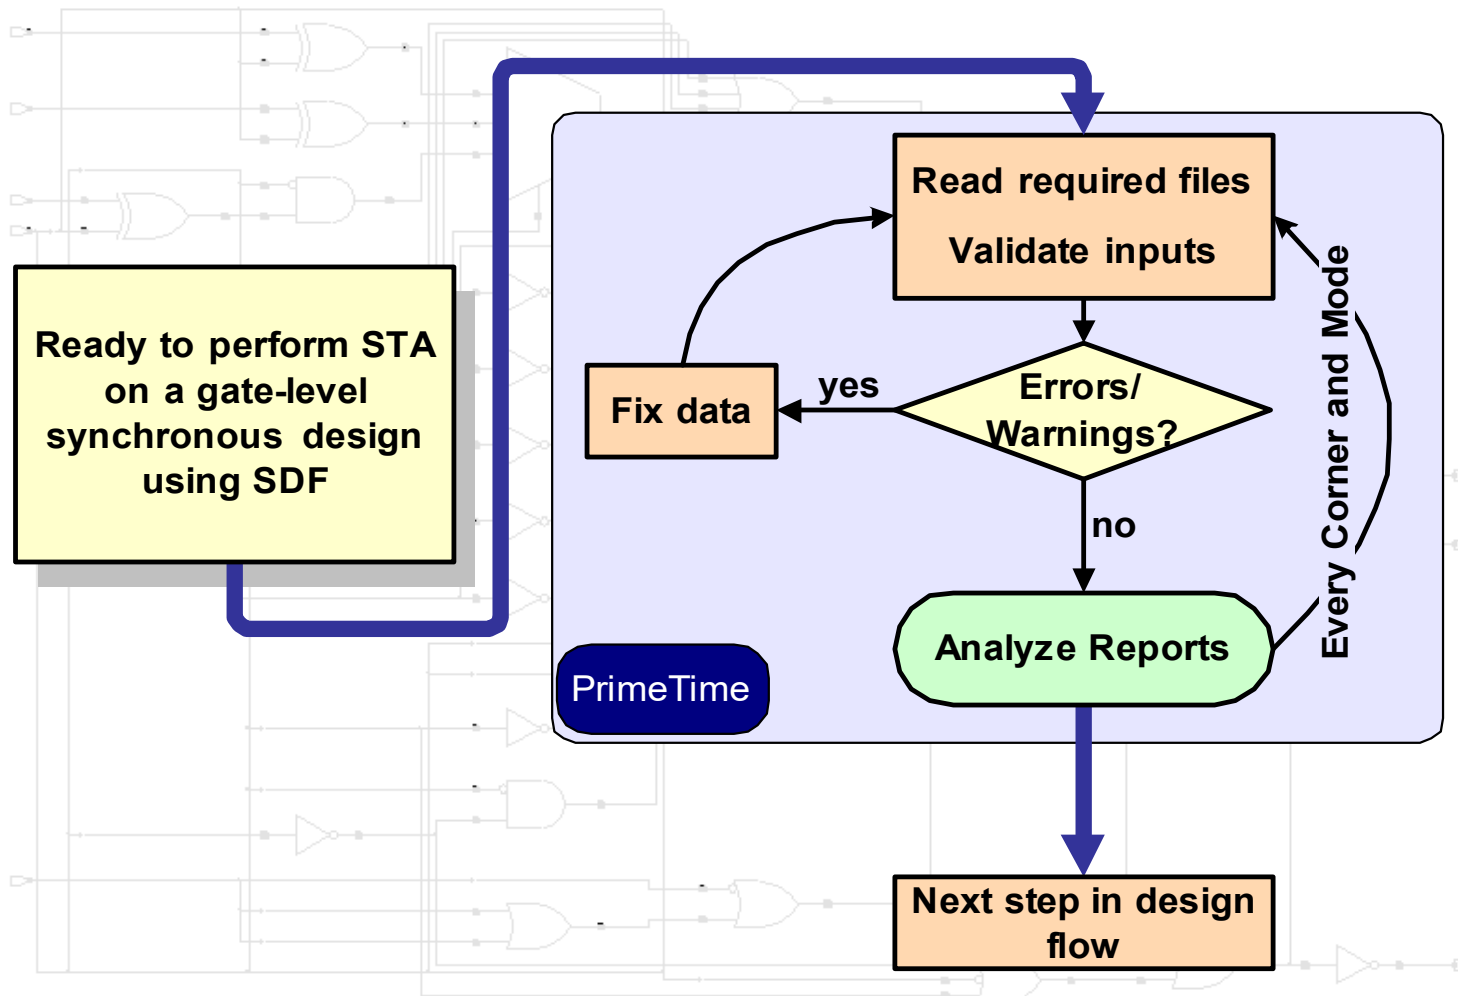 Read required files
Validate inputs
Ready to perform STA
on a gate-level
synchronous design
using SDF
Fix data
yes
Errors/
Warnings?
no
Every Corner and Mode
Analyze Reports
PrimeTime
Next step in design
flow